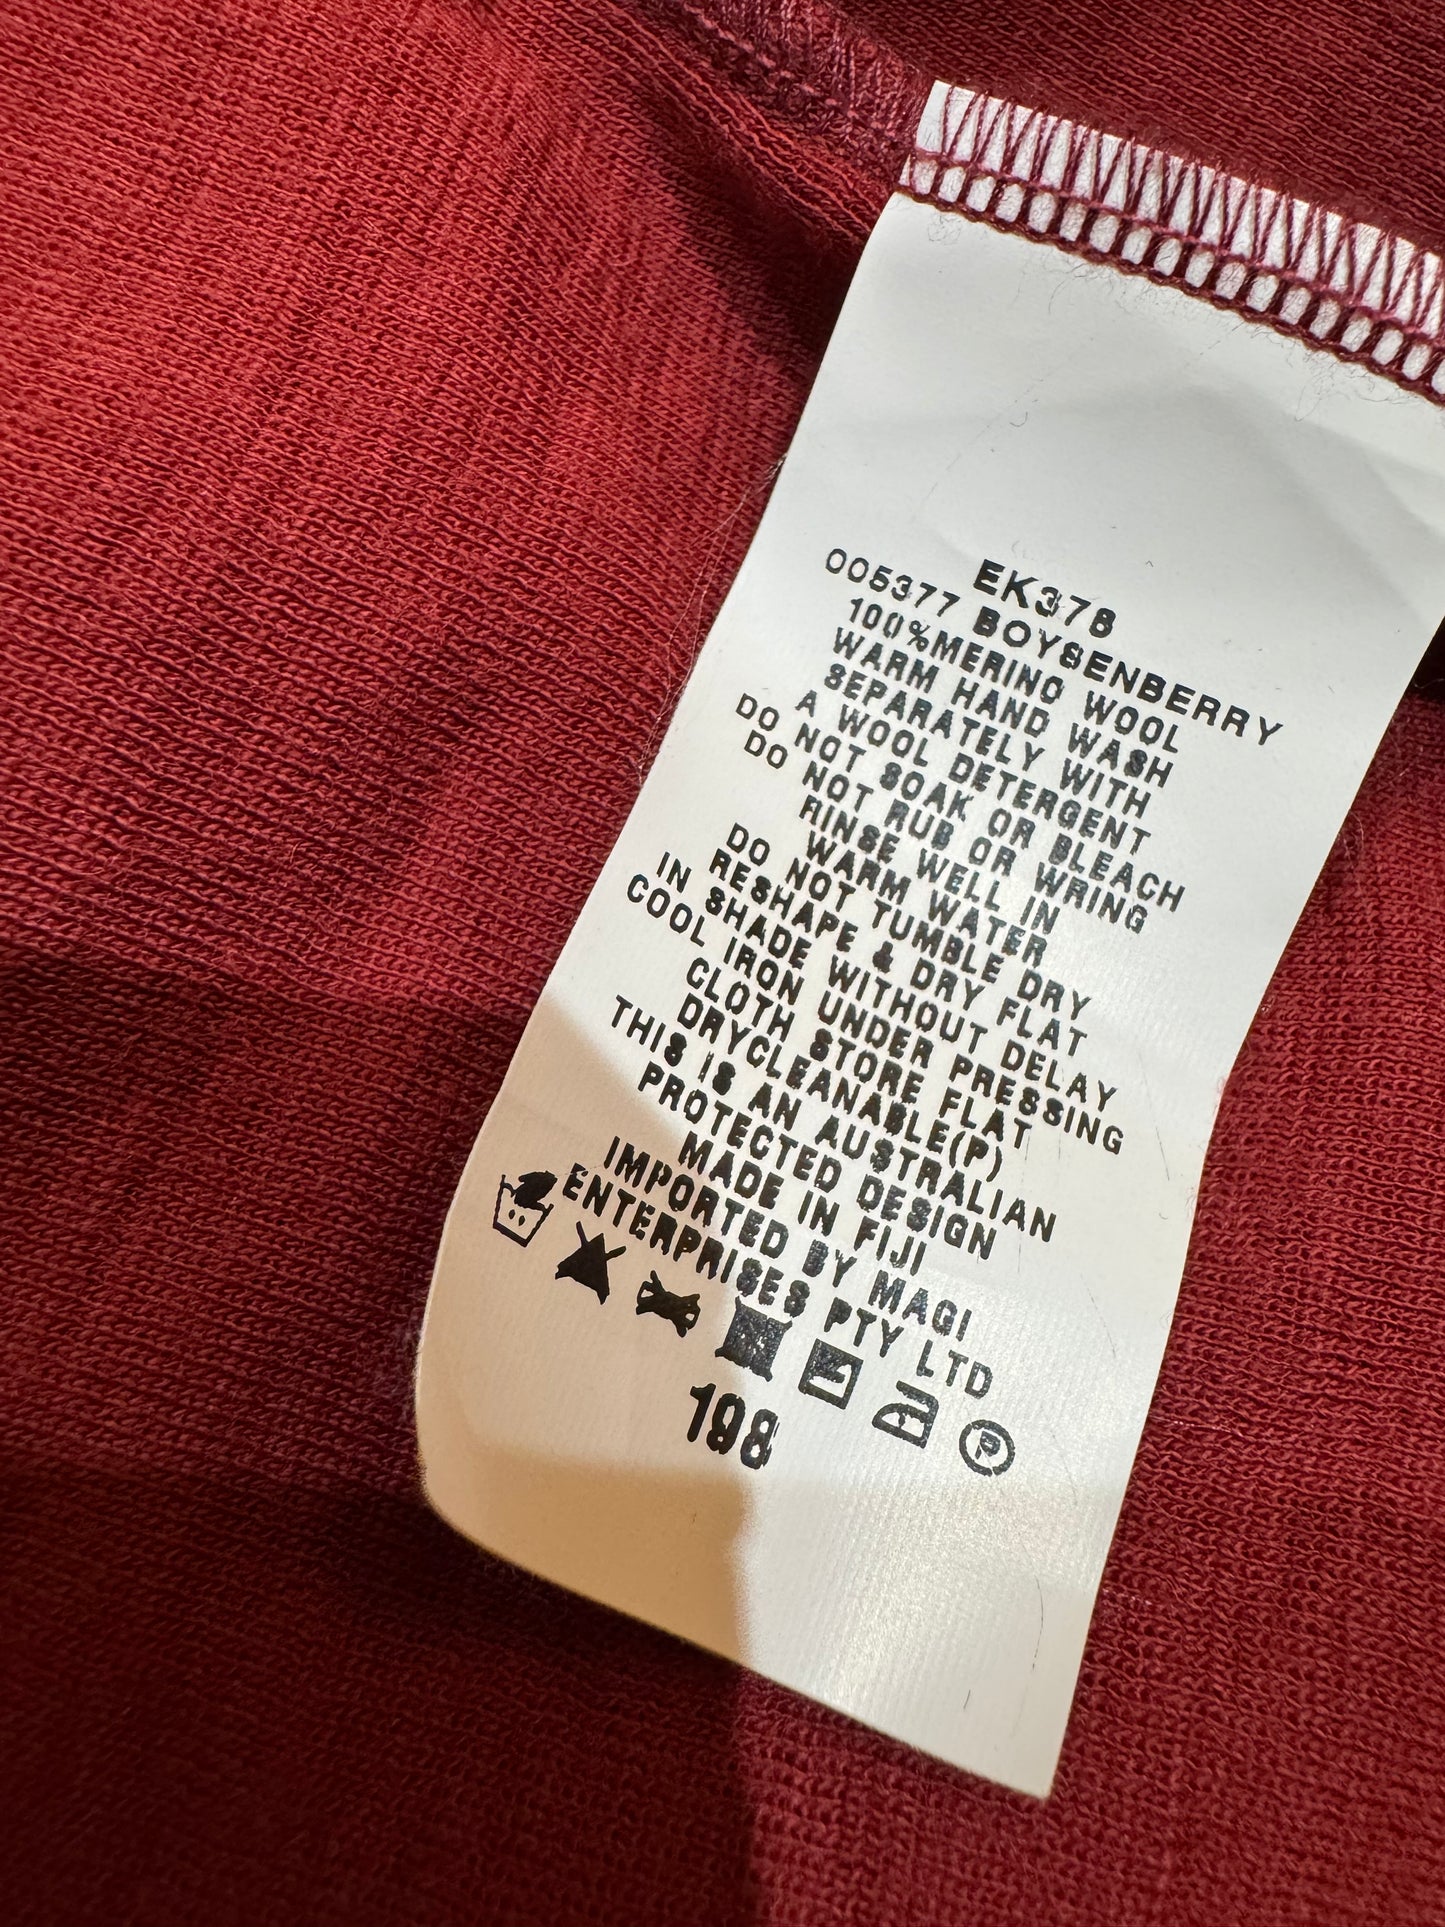 EK378
005377 BOYSENBERRY
100%MERINO WOOL
WARM HAND WASH
SEPARATELY WITH
A WOOL DETERGENT
DO NOT SOAK OR BLEACH
DO NOT RUB OR WRING
RINSE WELL IN
WARM WATER
DO NOT TUMBLE DRY
RESHAPE & DRY FLAT
IN SHADE WITHOUT DELAY
COOL IRON UNDER PRESSING
CLOTH STORE FLAT
DRYCLEANABLE(P)
THIS IS AN AUSTRALIAN
PROTECTED DESIGN
MADE IN FIJI
IMPORTED BY MAGI
ENTERPRISES PTY LTD
P
198